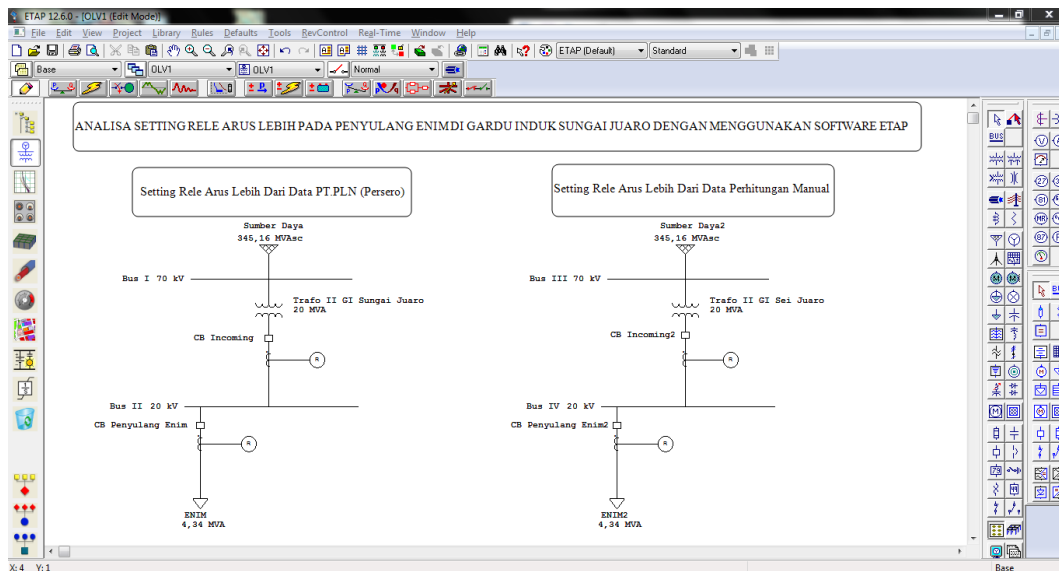 ETAP 12.6.0 - [OLV1 (Edit Mode)]
File Edit View Project Library Rules Defaults Tools RevControl Real-Time Window Help
ETAP (Default) Standard
Base OLV1 OLV1 Normal
ANALISA SETTING RELE ARUS LEBIH PADA PENYULANG ENIM DI GARDU INDUK SUNGAI JUARO DENGAN MENGGUNAKAN SOFTWARE ETAP
Setting Rele Arus Lebih Dari Data PT.PLN (Persero)
Sumber Daya
345,16 MVAsc
Bus I 70 kV
Trafo II GI Sungai Juaro
20 MVA
CB Incoming
R
Bus II 20 kV
CB Penyulang Enim
R
ENIM
4,34 MVA
Setting Rele Arus Lebih Dari Data Perhitungan Manual
Sumber Daya2
345,16 MVAsc
Bus III 70 kV
Trafo II GI Sei Juaro
20 MVA
CB Incoming2
R
Bus IV 20 kV
CB Penyulang Enim2
R
ENIM2
4,34 MVA
BUS
X: 4 Y: 1
Base